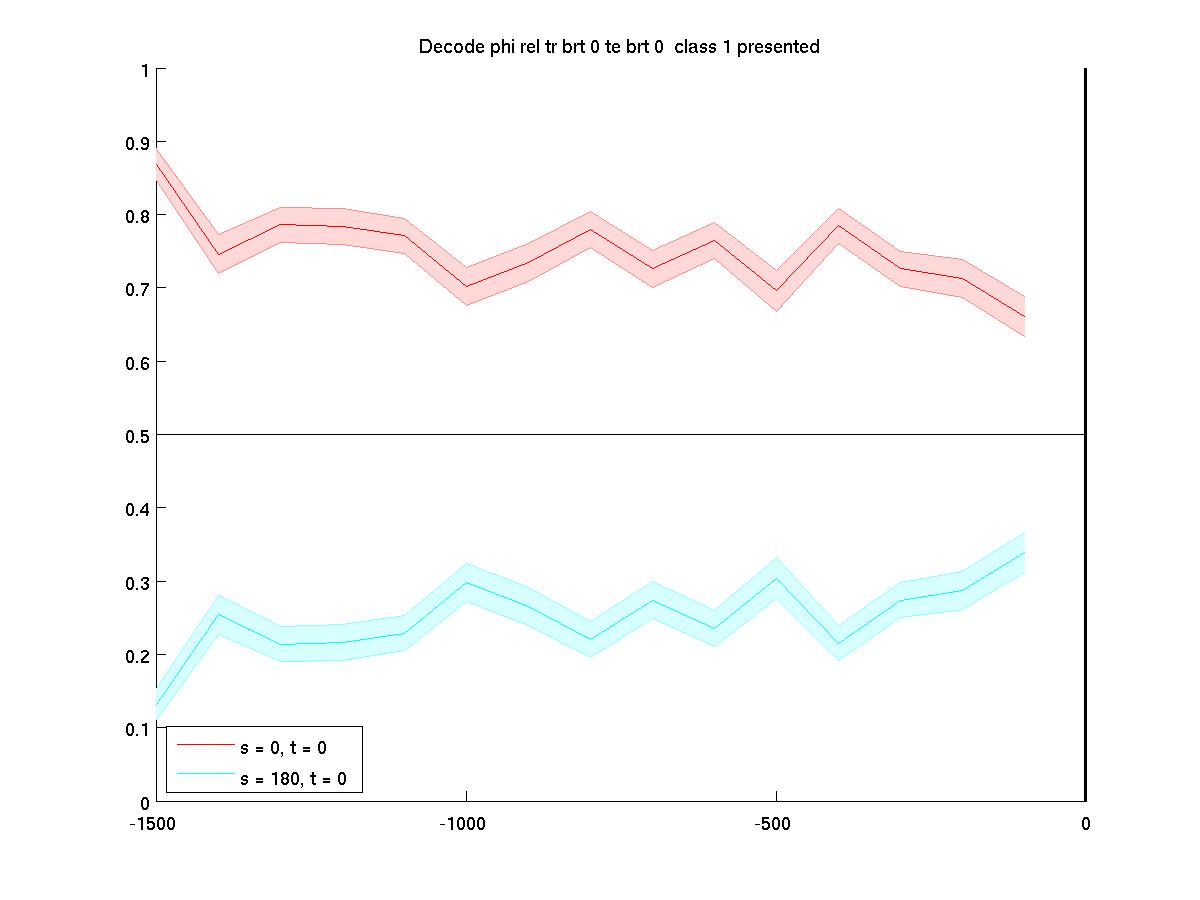 Decode phi rel tr brt 0 te brt 0  class 1 presented
1
0.9
0.8
0.7
0.6
0.5
0.4
0.3
0.2
0.1
0
s = 0, t = 0
s = 180, t = 0
-1500 -1000 -500 0